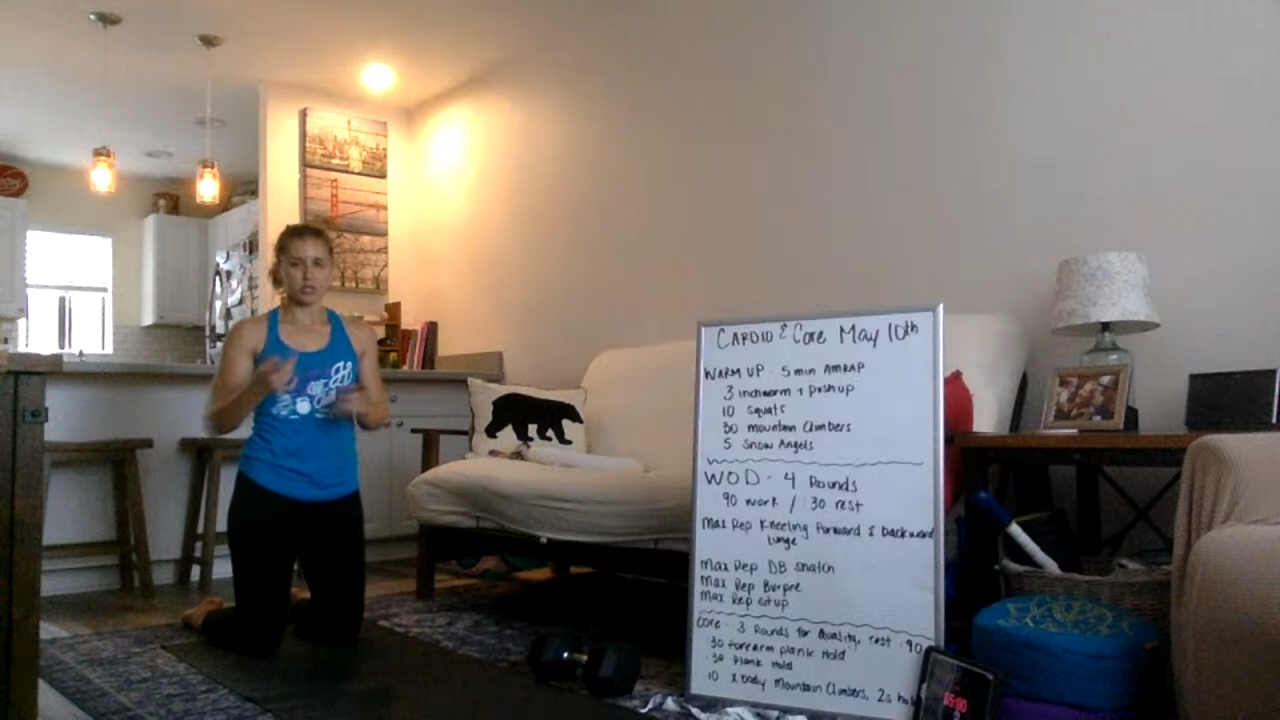 CARDIO & Core May 10th
WARM UP - 5 min AMRAP
3 inchworm + pushup
10 squats
30 mountain climbers
5 Snow Angels
WOD - 4 Rounds
90 work / :30 rest
Max Rep Kneeling Forward & backward
lunge
Max Rep DB snatch
Max Rep Burpee
Max Rep situp
Core - 3 Rounds for Quality, rest :90
:30 Forearm plank Hold
:30 Plank Hold
10 x body Mountain Climbers, 2s
05:00